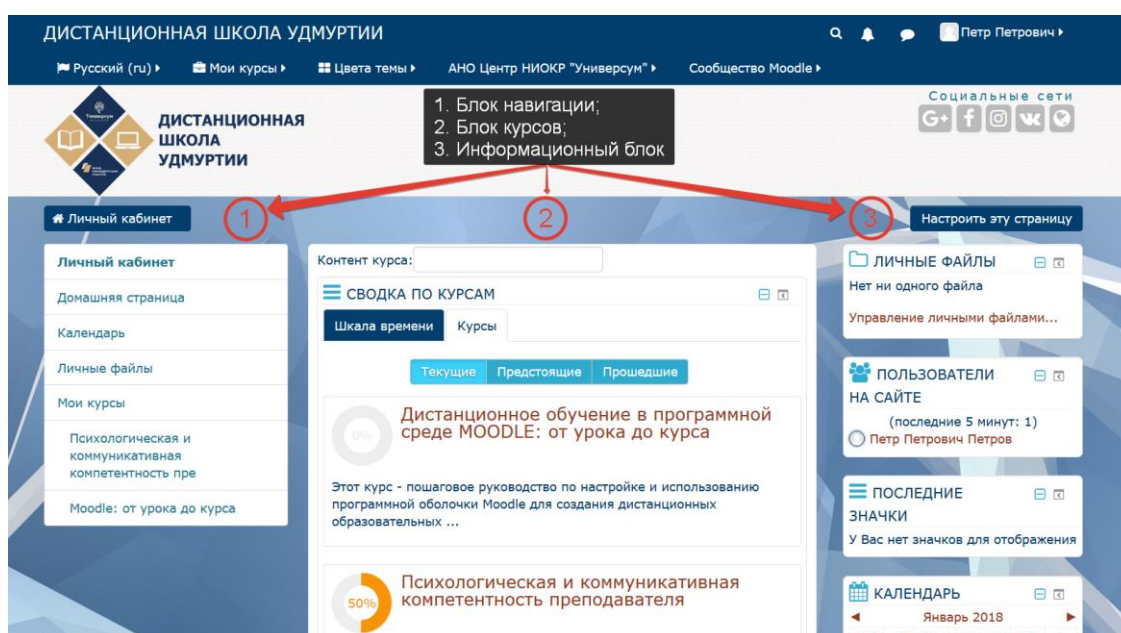 ДИСТАНЦИОННАЯ ШКОЛА УДМУРТИИ
Петр Петрович
Русский (ru)
Мои курсы
Цвета темы
АНО Центр НИОКР "Универсум"
Сообщество Moodle
ДИСТАНЦИОННАЯ
ШКОЛА
УДМУРТИИ
1. Блок навигации;
2. Блок курсов;
3. Информационный блок
Социальные сети
G+
Личный кабинет
1
2
3
Настроить эту страницу
Личный кабинет
Домашняя страница
Календарь
Личные файлы
Мои курсы
Психологическая и
коммуникативная
компетентность пре
Moodle: от урока до курса
Контент курса:
СВОДКА ПО КУРСАМ
Шкала времени
Курсы
Текущие
Предстоящие
Прошедшие
0%
Дистанционное обучение в программной
среде MOODLE: от урока до курса
Этот курс - пошаговое руководство по настройке и использованию
программной оболочки Moodle для создания дистанционных
образовательных ...
50%
Психологическая и коммуникативная
компетентность преподавателя
ЛИЧНЫЕ ФАЙЛЫ
Нет ни одного файла
Управление личными файлами...
ПОЛЬЗОВАТЕЛИ
НА САЙТЕ
(последние 5 минут: 1)
Петр Петрович Петров
ПОСЛЕДНИЕ
ЗНАЧКИ
У Вас нет значков для отображения
КАЛЕНДАРЬ
Январь 2018